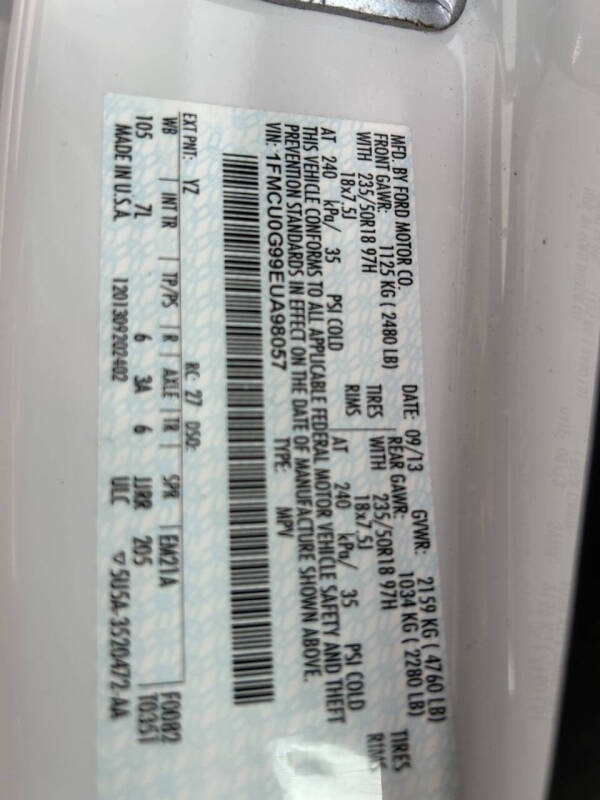 MFD. BY FORD MOTOR CO.
DATE: 09/13 GVWR: 2159 KG ( 4760 LB)
FRONT GAWR: 1125 KG ( 2480 LB) REAR GAWR: 1034 KG ( 2280 LB)
WITH 235/50R18 97H TIRES WITH 235/50R18 97H TIRES
18x7.5J RIMS 18x7.5J RIMS
AT 240 kPa/ 35 PSI COLD AT 240 kPa/ 35 PSI COLD
THIS VEHICLE CONFORMS TO ALL APPLICABLE FEDERAL MOTOR VEHICLE SAFETY AND THEFT
PREVENTION STANDARDS IN EFFECT ON THE DATE OF MANUFACTURE SHOWN ABOVE.
VIN: 1FMCU0G99EUA98057 TYPE: MPV
EXT PNT: YZ RC: 27 DSO: F0082
WB INT TR TP/PS R AXLE TR SPR EM21A T0351
105 7L 6 3A 6 JJRR 205
MADE IN U.S.A. 1201309202402 ULC ▽ 5U5A-3520472-AA